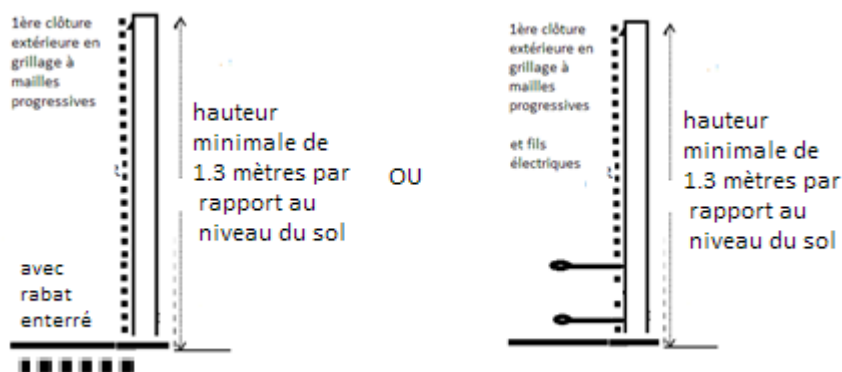 1ère clôture
extérieure en
grillage à
mailles
progressives
hauteur
minimale de
1.3 mètres par
rapport au
niveau du sol
avec
rabat
enterré
OU
1ère clôture
extérieure en
grillage à
mailles
progressives
et fils
électriques
hauteur
minimale de
1.3 mètres par
rapport au
niveau du sol